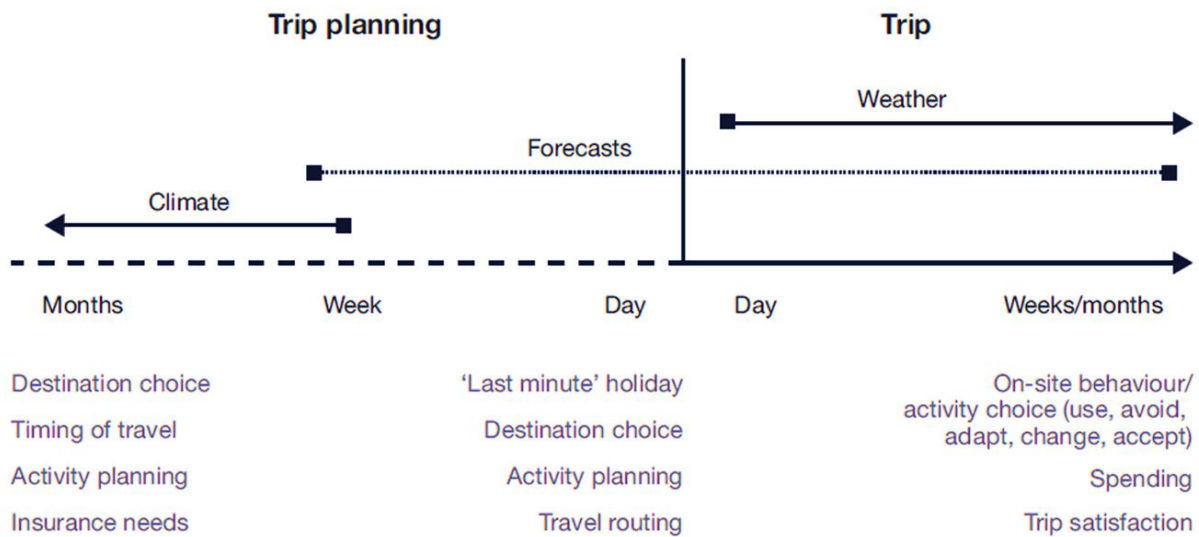 Trip planning
Trip
Weather
Forecasts
Climate
Months
Week
Day
Day
Weeks/months
Destination choice
Timing of travel
Activity planning
Insurance needs
‘Last minute’ holiday
Destination choice
Activity planning
Travel routing
On-site behaviour/
activity choice (use, avoid,
adapt, change, accept)
Spending
Trip satisfaction